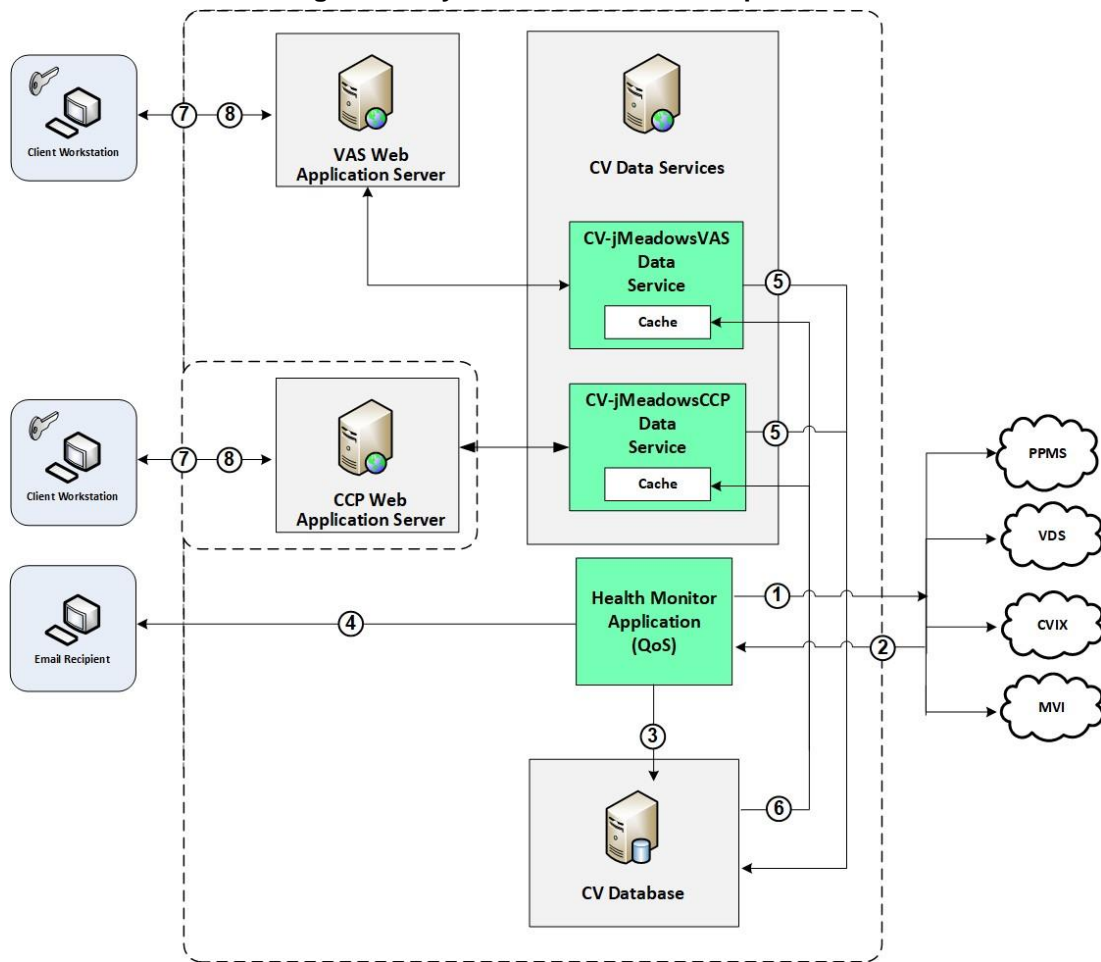 Client Workstation
7
8
VAS Web
Application Server
CV Data Services
CV-jMeadowsVAS
Data
Service
Cache
5
Client Workstation
7
8
CCP Web
Application Server
CV-jMeadowsCCP
Data
Service
Cache
5
PPMS
VDS
CVIX
MVI
Health Monitor
Application
(QoS)
1
2
Email Recipient
4
3
CV Database
6